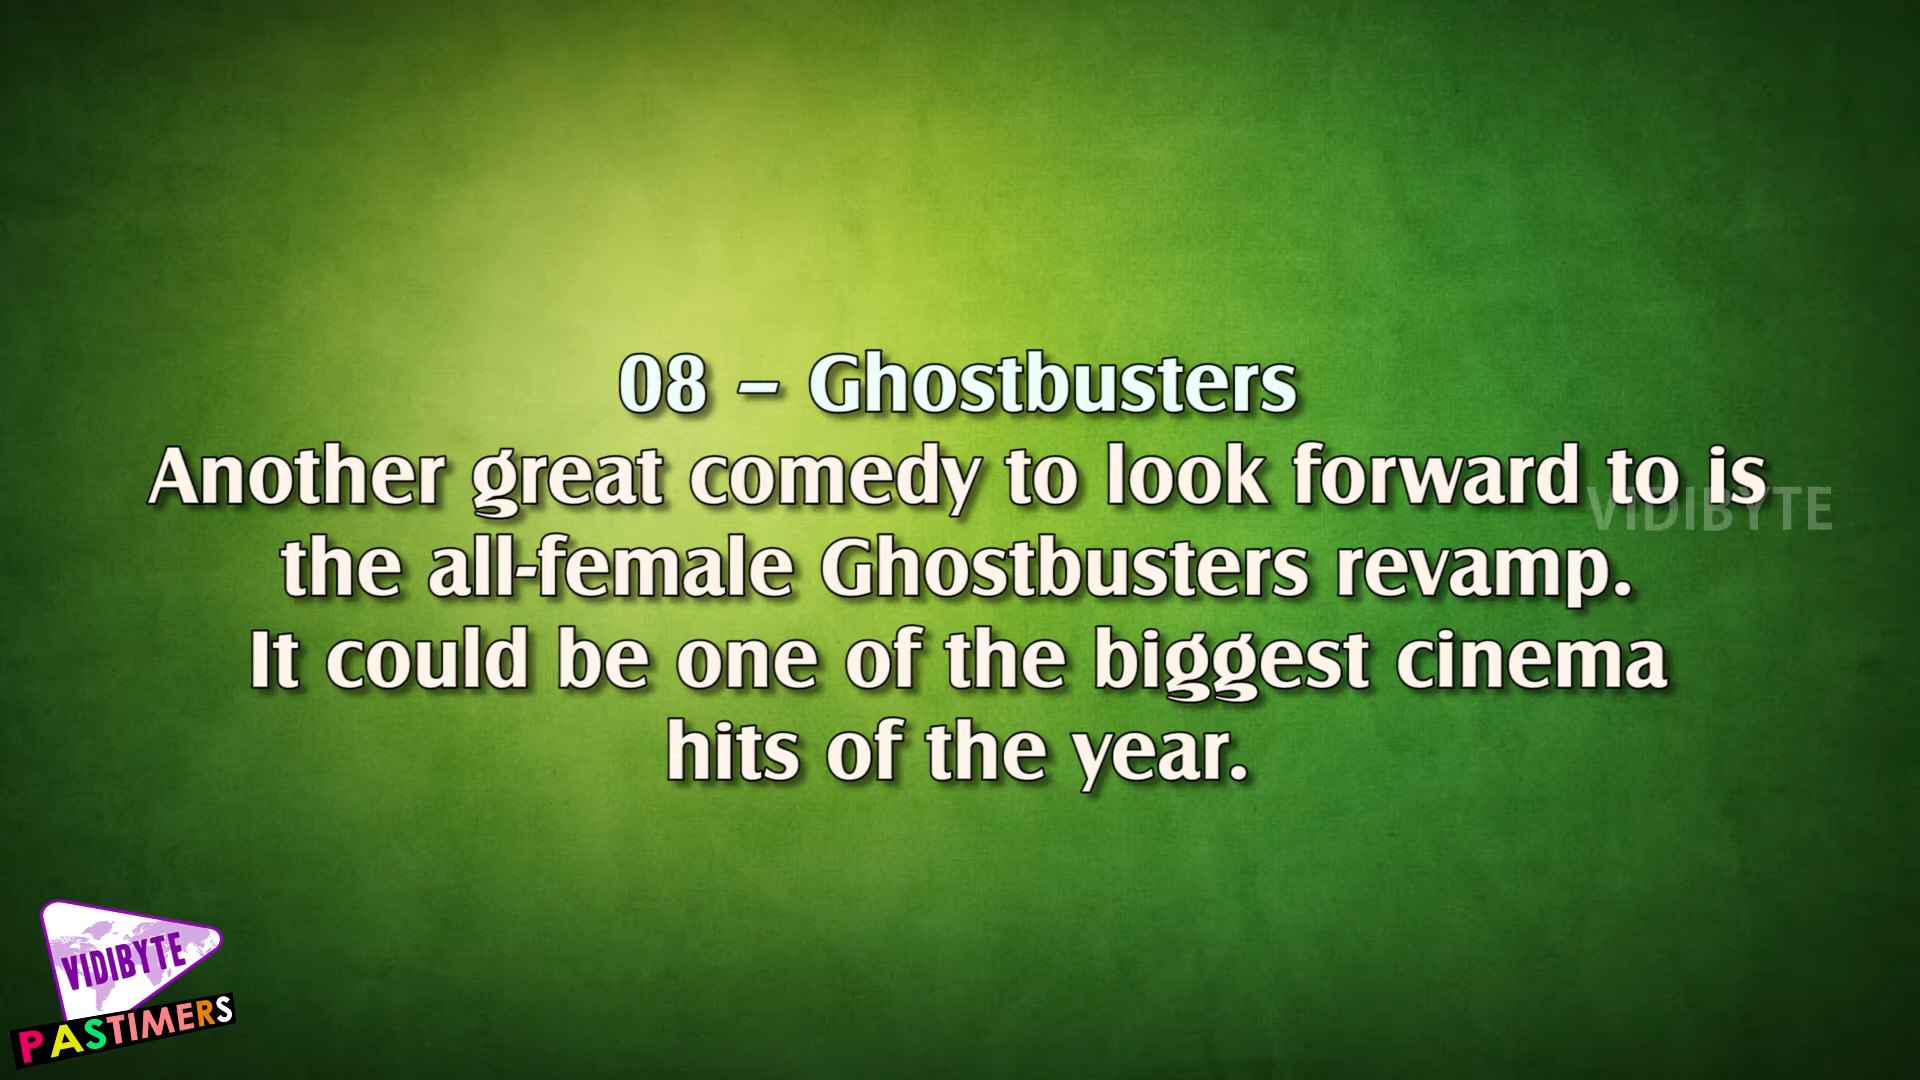 08 – Ghostbusters
Another great comedy to look forward to is
the all-female Ghostbusters revamp.
It could be one of the biggest cinema
hits of the year.
VIDIBYTE
VIDIBYTE
PASTIMERS